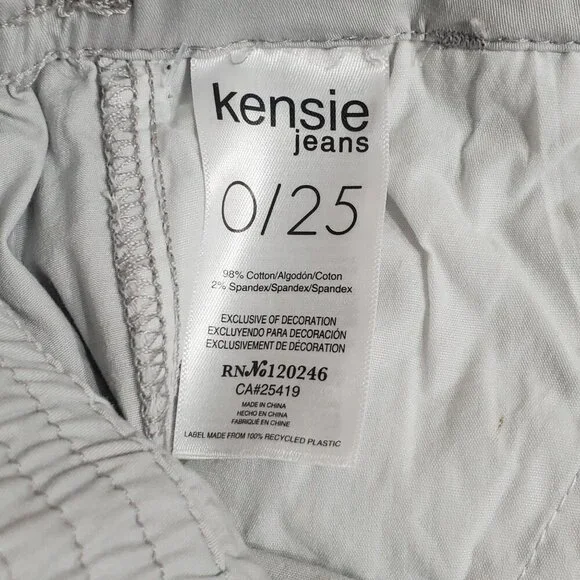 kensie
jeans
0/25
98% Cotton/Algodón/Coton
2% Spandex/Spandex/Spandex
EXCLUSIVE OF DECORATION
EXCLUYENDO PARA DECORACIÓN
EXCLUSIVEMENT DE DÉCORATION
RN№120246
CA#25419
MADE IN CHINA
HECHO EN CHINA
FABRIQUÉ EN CHINE
LABEL MADE FROM 100% RECYCLED PLASTIC